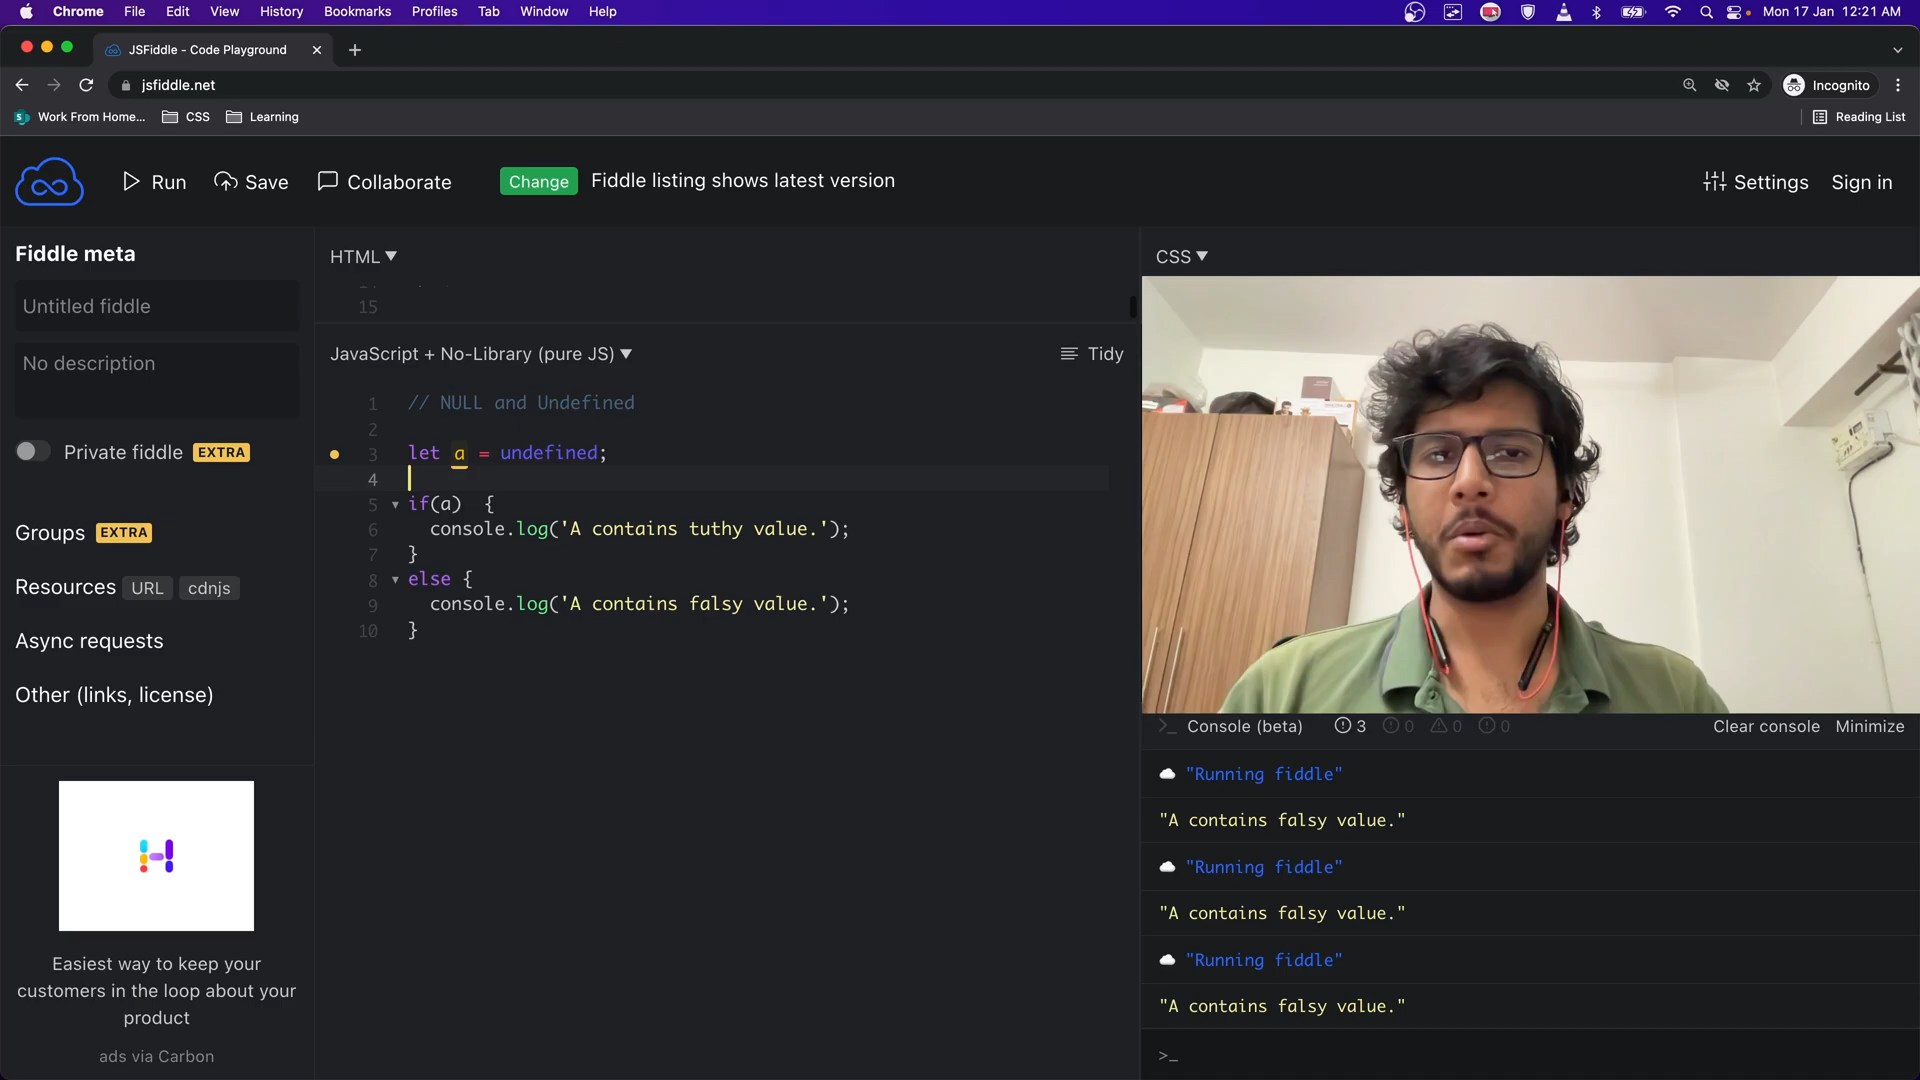 Chrome File Edit View History Bookmarks Profiles Tab Window Help Mon 17 Jan 12:21 AM
JSFiddle - Code Playground
jsfiddle.net Incognito
Work From Home... CSS Learning Reading List
Run Save Collaborate Change Fiddle listing shows latest version Settings Sign in
Fiddle meta
Untitled fiddle
No description
Private fiddle EXTRA
Groups EXTRA
Resources URL cdnjs
Async requests
Other (links, license)
Easiest way to keep your
customers in the loop about your
product
ads via Carbon
HTML
15
JavaScript + No-Library (pure JS) Tidy
1 // NULL and Undefined
2
3 let a = undefined;
4
5 if(a)  {
6 console.log('A contains tuthy value.');
7 }
8 else {
9 console.log('A contains falsy value.');
10 }
CSS
>_ Console (beta) 3 0 0 0 Clear console Minimize
"Running fiddle"
"A contains falsy value."
"Running fiddle"
"A contains falsy value."
"Running fiddle"
"A contains falsy value."
>_